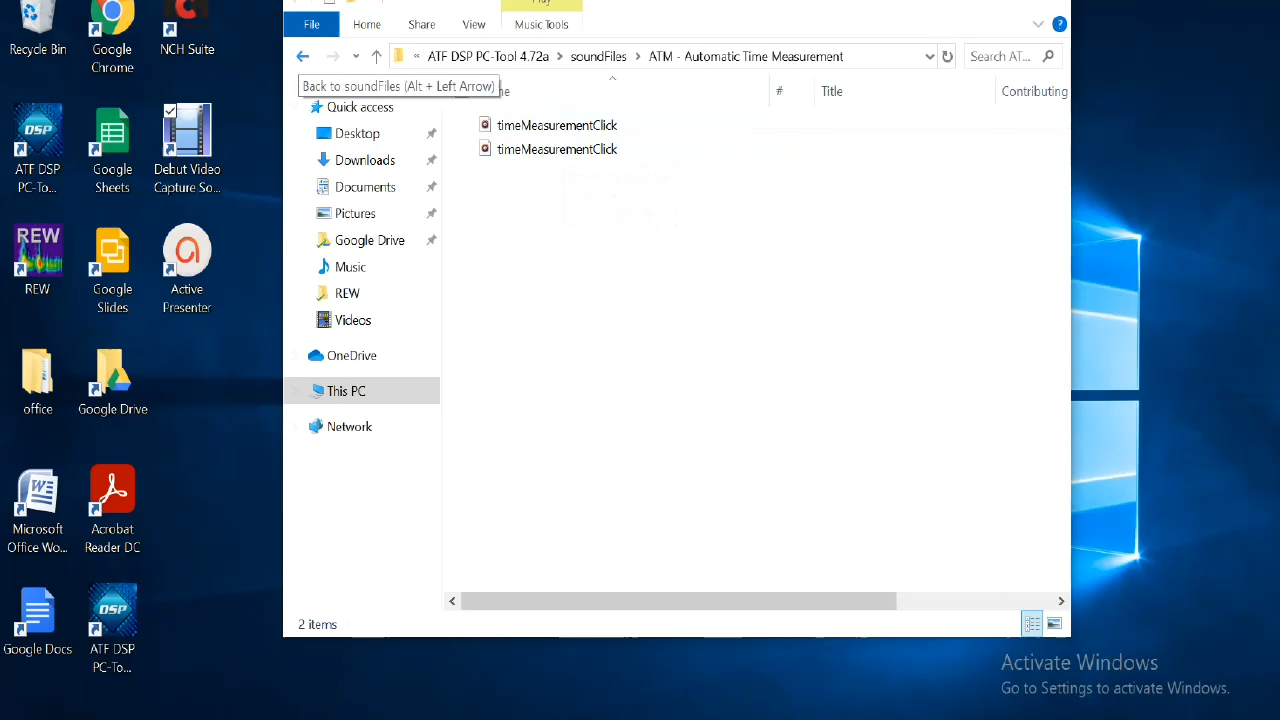 Recycle Bin
Google
Chrome
NCH Suite
ATF DSP
PC-To...
Google
Sheets
Debut Video
Capture So...
REW
REW
Google
Slides
Active
Presenter
office
Google Drive
Microsoft
Office Wo...
Acrobat
Reader DC
Google Docs
DSP
DSP
ATF DSP
PC-To...
File
Home
Share
View
Music Tools
« ATF DSP PC-Tool 4.72a > soundFiles > ATM - Automatic Time Measurement
Search AT...
Back to soundFiles (Alt + Left Arrow)
#
Title
Contributing
Quick access
Desktop
Downloads
Documents
Pictures
Google Drive
Music
REW
Videos
OneDrive
This PC
Network
timeMeasurementClick
timeMeasurementClick
2 items
Activate Windows
Go to Settings to activate Windows.